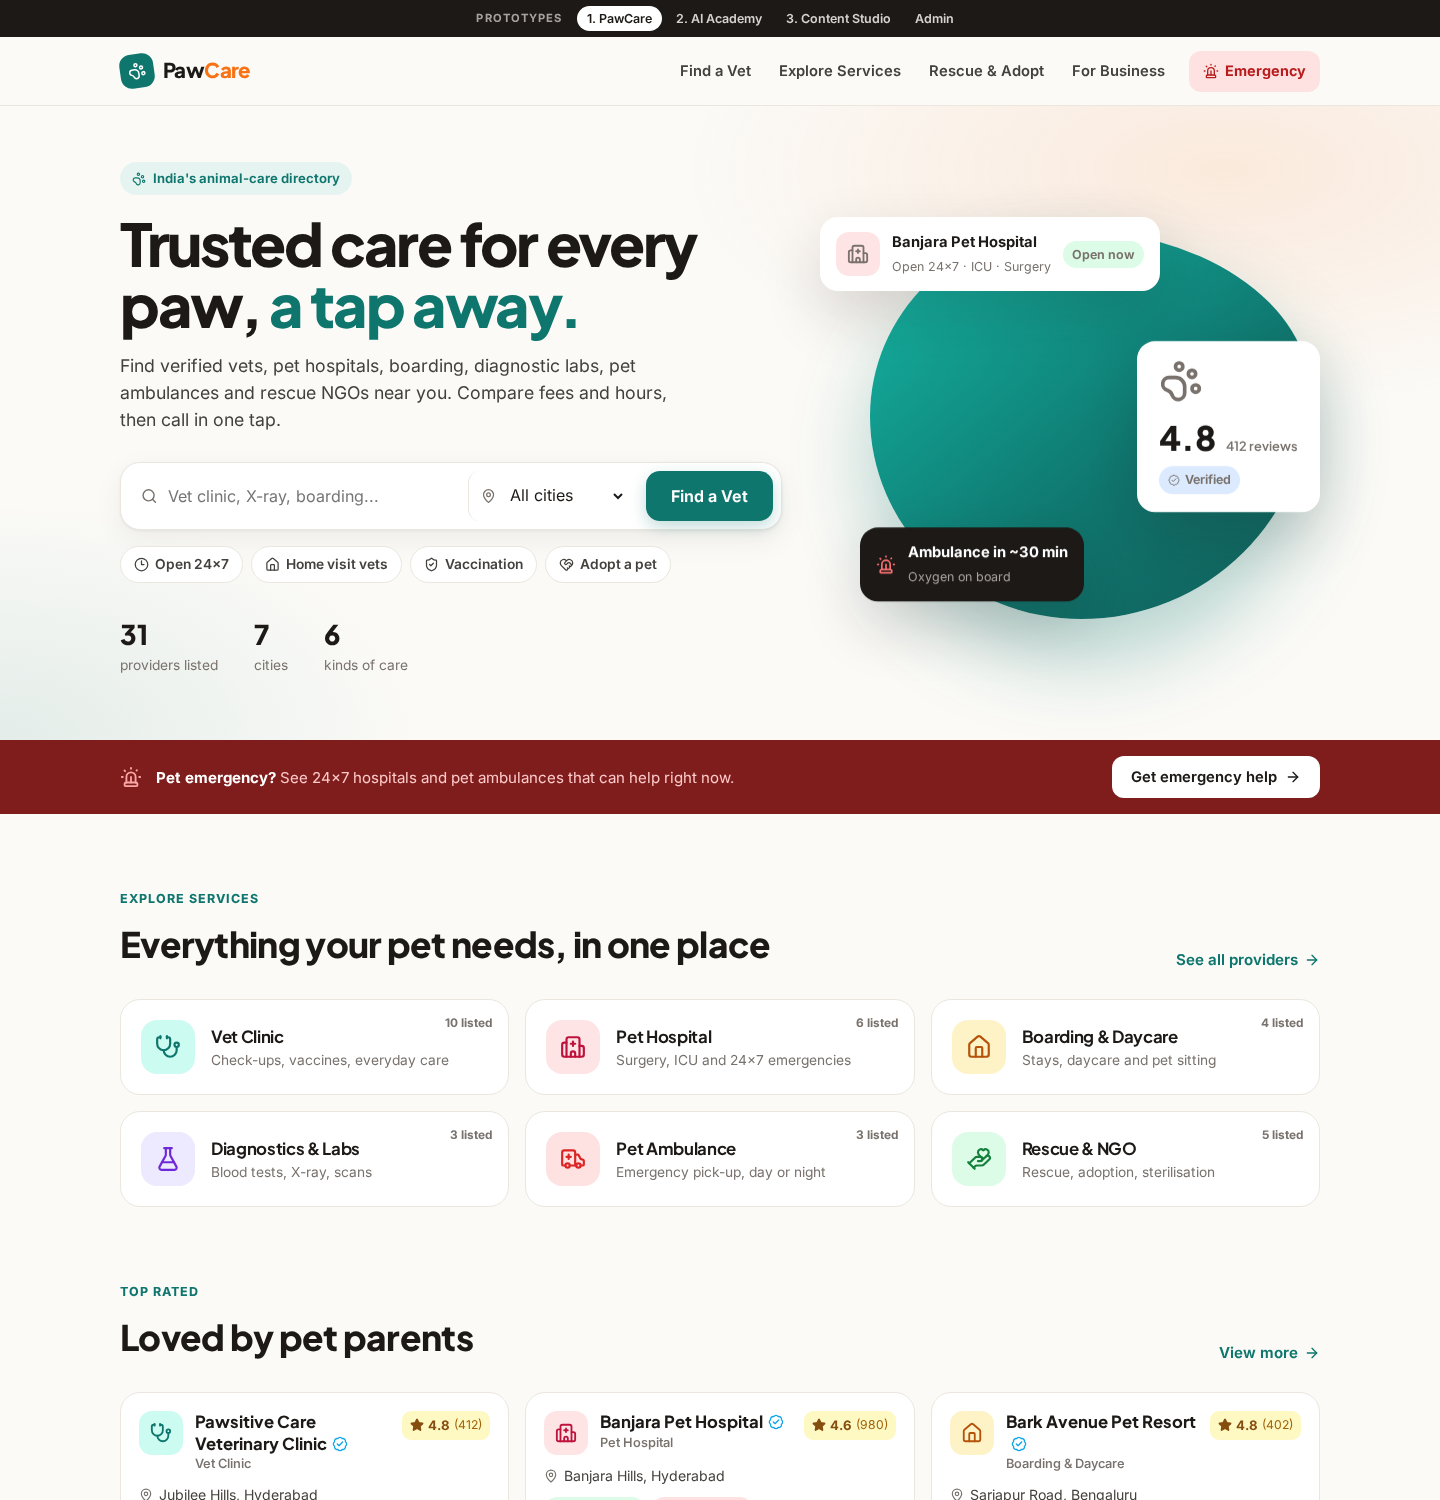 PROTOTYPES 1. PawCare 2. AI Academy 3. Content Studio Admin
PawCare
Find a Vet Explore Services Rescue & Adopt For Business Emergency
India's animal-care directory
Trusted care for every
paw, a tap away.
Find verified vets, pet hospitals, boarding, diagnostic labs, pet
ambulances and rescue NGOs near you. Compare fees and hours,
then call in one tap.
Vet clinic, X-ray, boarding... All cities Find a Vet
Open 24×7 Home visit vets Vaccination Adopt a pet
31 7 6
providers listed cities kinds of care
Banjara Pet Hospital
Open 24×7 · ICU · Surgery
Open now
4.8 412 reviews
Verified
Ambulance in ~30 min
Oxygen on board
Pet emergency? See 24×7 hospitals and pet ambulances that can help right now.
Get emergency help
EXPLORE SERVICES
Everything your pet needs, in one place
See all providers
10 listed
Vet Clinic
Check-ups, vaccines, everyday care
6 listed
Pet Hospital
Surgery, ICU and 24×7 emergencies
4 listed
Boarding & Daycare
Stays, daycare and pet sitting
3 listed
Diagnostics & Labs
Blood tests, X-ray, scans
3 listed
Pet Ambulance
Emergency pick-up, day or night
5 listed
Rescue & NGO
Rescue, adoption, sterilisation
TOP RATED
Loved by pet parents
View more
Pawsitive Care
Veterinary Clinic
4.8 (412)
Vet Clinic
Jubilee Hills, Hyderabad
Banjara Pet Hospital
4.6 (980)
Pet Hospital
Banjara Hills, Hyderabad
Bark Avenue Pet Resort
4.8 (402)
Boarding & Daycare
Sarjapur Road, Bengaluru